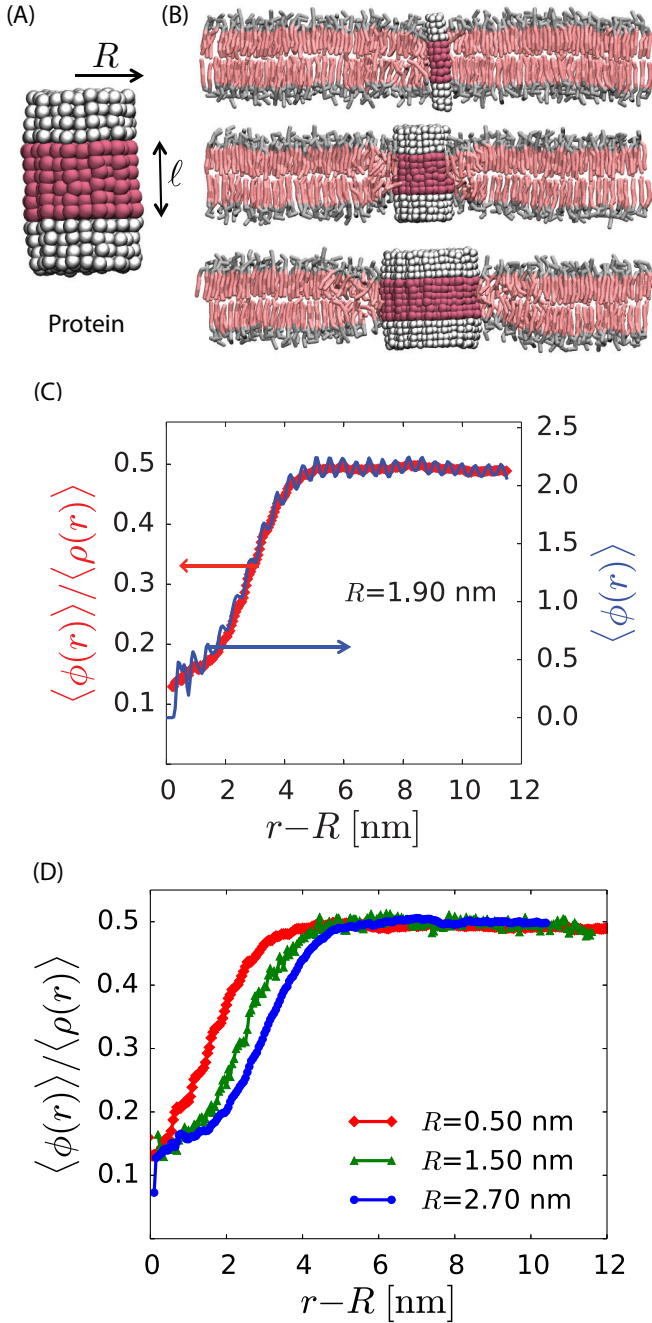 (A)
R
ℓ
Protein
(B)
(C)
⟨ϕ(r)⟩/⟨ρ(r)⟩
0.5
0.4
0.3
0.2
0.1
2.5
2.0
1.5
1.0
0.5
0.0
⟨ϕ(r)⟩
R=1.90 nm
0 2 4 6 8 10 12
r−R [nm]
(D)
⟨ϕ(r)⟩/⟨ρ(r)⟩
0.5
0.4
0.3
0.2
0.1
R=0.50 nm
R=1.50 nm
R=2.70 nm
0 2 4 6 8 10 12
r−R [nm]